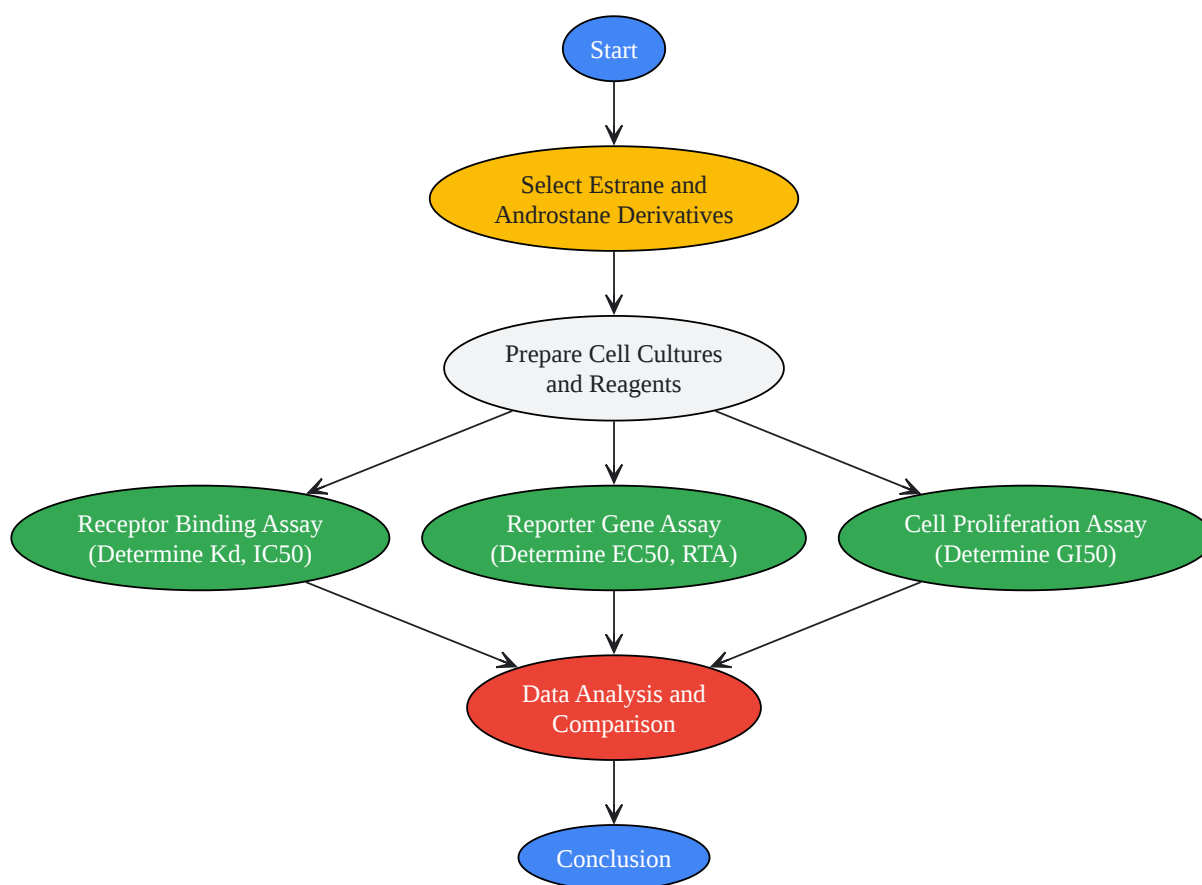 Start
Select Estrane and
Androstane Derivatives
Prepare Cell Cultures
and Reagents
Receptor Binding Assay
(Determine Kd, IC50)
Reporter Gene Assay
(Determine EC50, RTA)
Cell Proliferation Assay
(Determine GI50)
Data Analysis and
Comparison
Conclusion